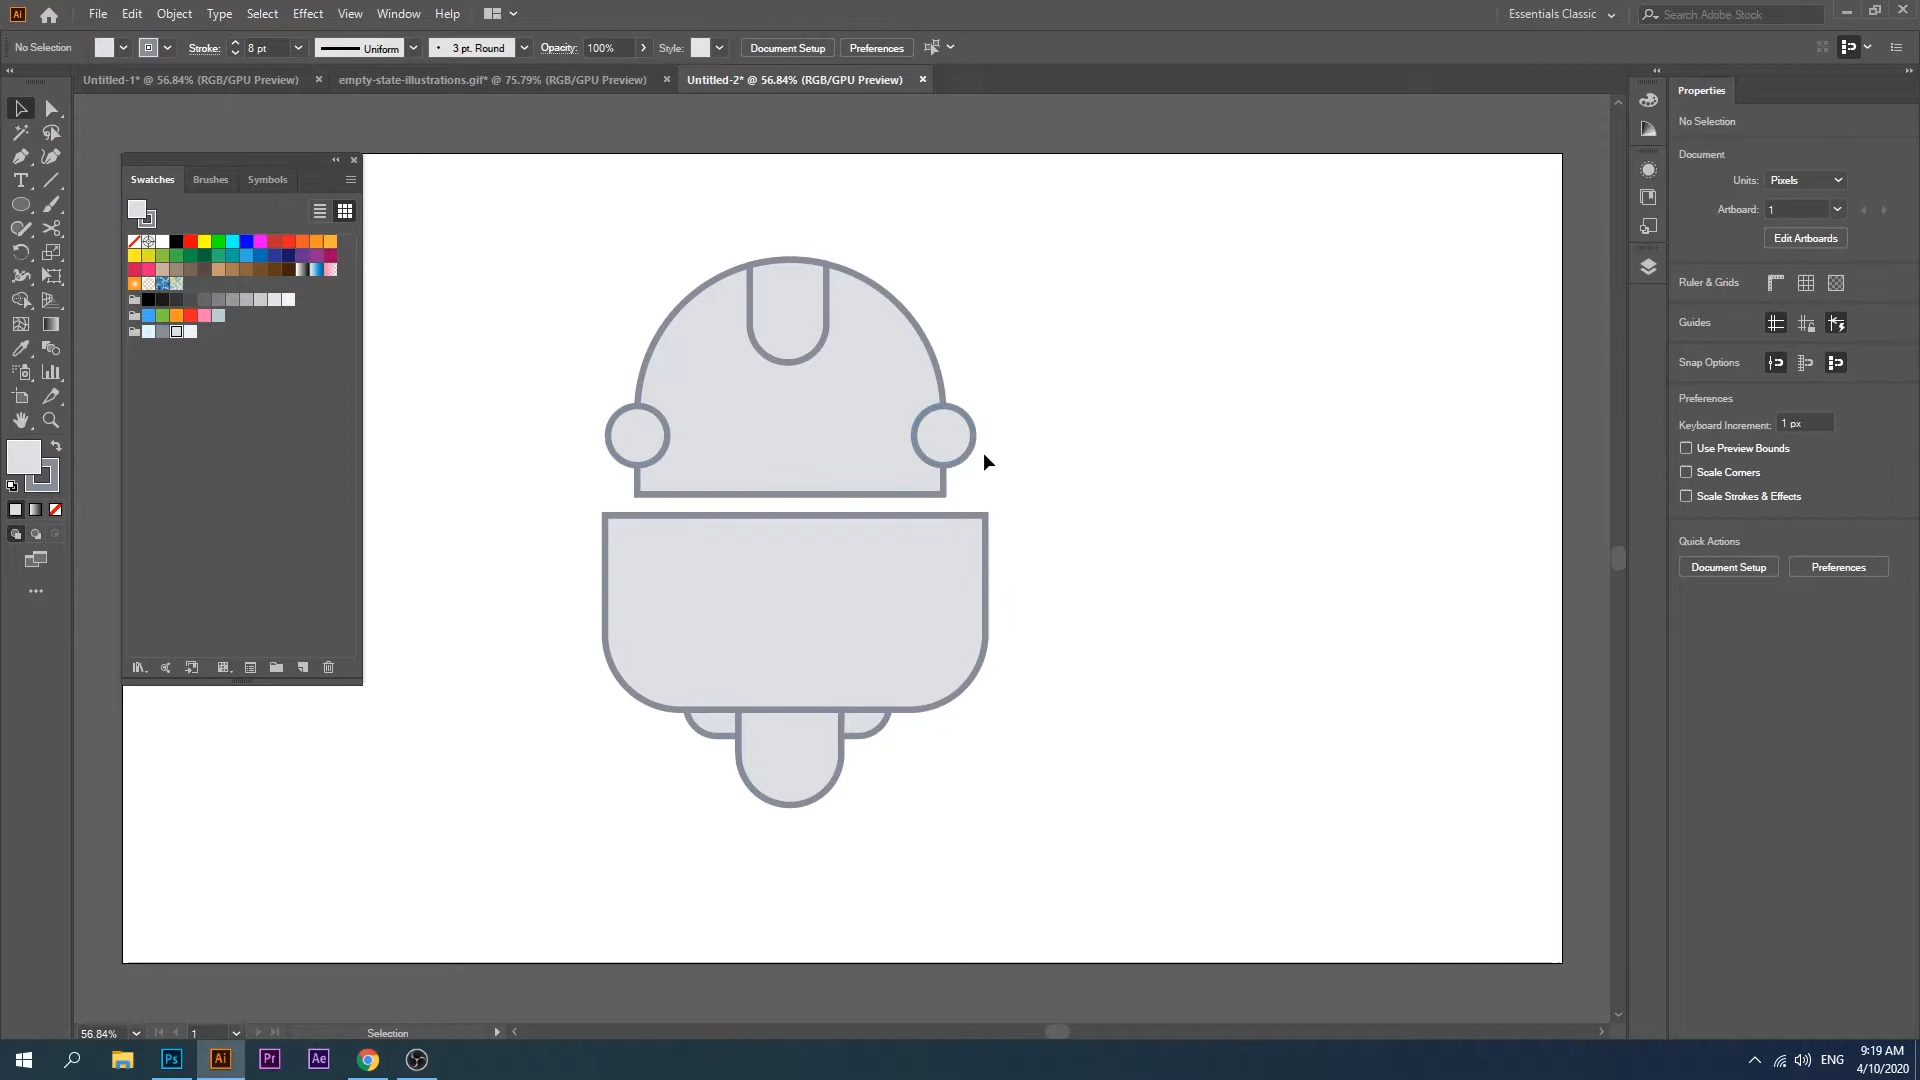 Ai File Edit Object Type Select Effect View Window Help Essentials Classic Search Adobe Stock
No Selection Stroke: 8 pt Uniform 3 pt. Round Opacity: 100% Style: Document Setup Preferences
Untitled-1* @ 56.84% (RGB/GPU Preview) empty-state-illustrations.gif* @ 75.79% (RGB/GPU Preview) Untitled-2* @ 56.84% (RGB/GPU Preview)
Swatches Brushes Symbols
Properties
No Selection
Document
Units: Pixels
Artboard: 1
Edit Artboards
Ruler & Grids
Guides
Snap Options
Preferences
Keyboard Increment: 1 px
Use Preview Bounds
Scale Corners
Scale Strokes & Effects
Quick Actions
Document Setup Preferences
56.84% 1 Selection
Ps Ai Pr Ae ENG 9:19 AM
4/10/2020